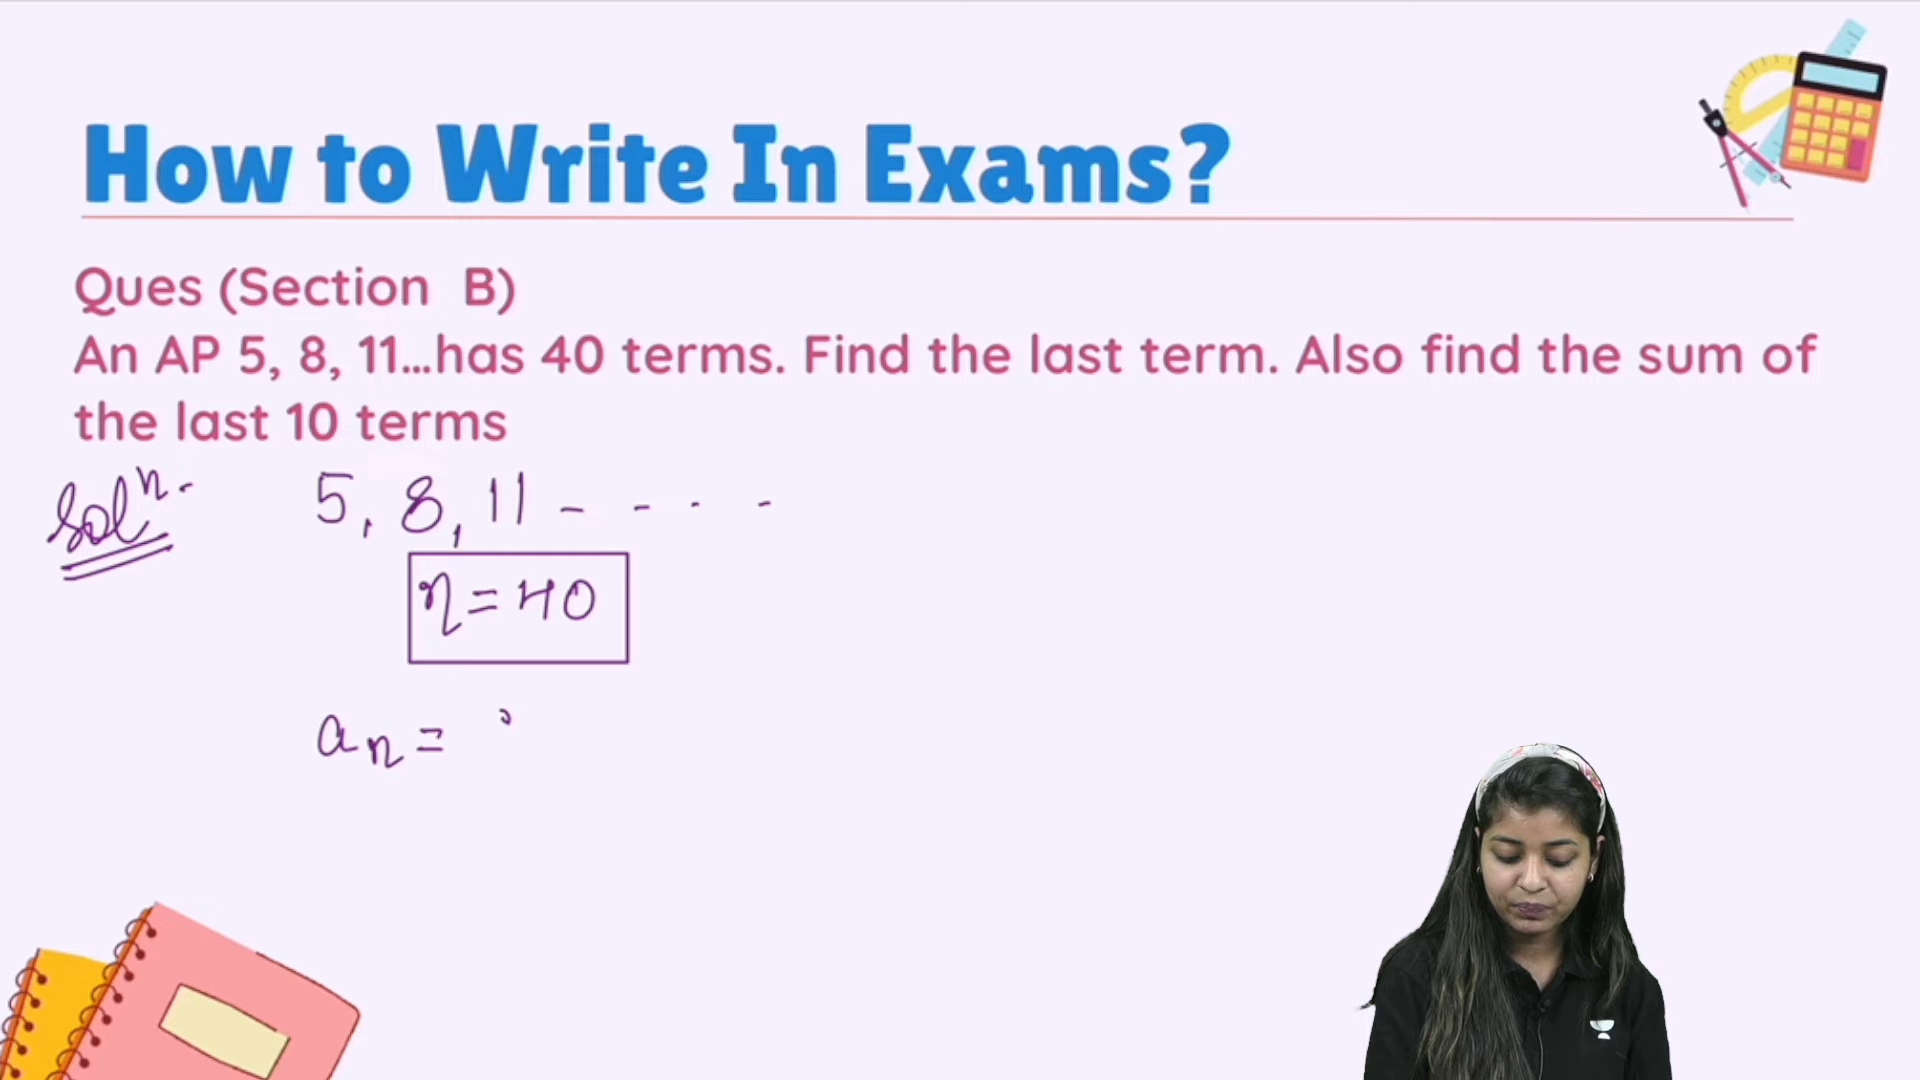 How to Write In Exams?
Ques (Section B)
An AP 5, 8, 11...has 40 terms. Find the last term. Also find the sum of
the last 10 terms
Solⁿ. 5, 8, 11 - - - -
n = 40
aₙ =